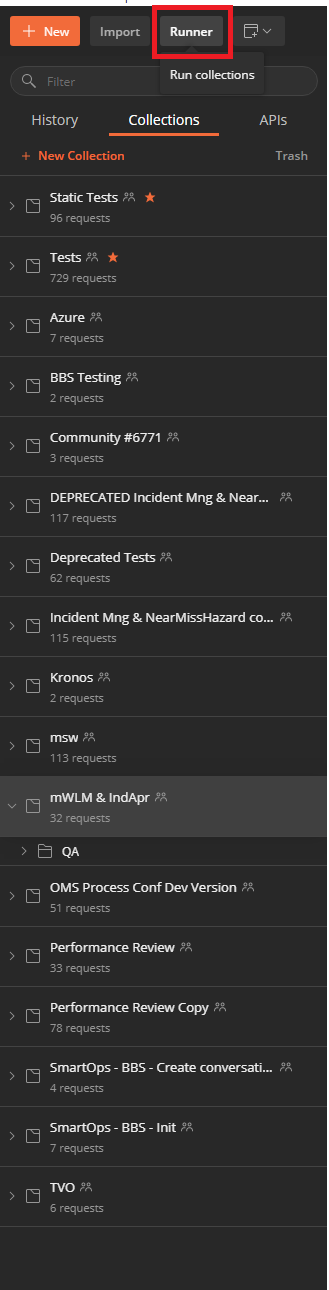 + New Import Runner
Run collections
Filter
History Collections APIs
+ New Collection Trash
Static Tests
96 requests
Tests
729 requests
Azure
7 requests
BBS Testing
2 requests
Community #6771
3 requests
DEPRECATED Incident Mng & Near...
117 requests
Deprecated Tests
62 requests
Incident Mng & NearMissHazard co...
115 requests
Kronos
2 requests
msw
113 requests
mWLM & IndApr
32 requests
QA
OMS Process Conf Dev Version
51 requests
Performance Review
33 requests
Performance Review Copy
78 requests
SmartOps - BBS - Create conversati...
4 requests
SmartOps - BBS - Init
7 requests
TVO
6 requests